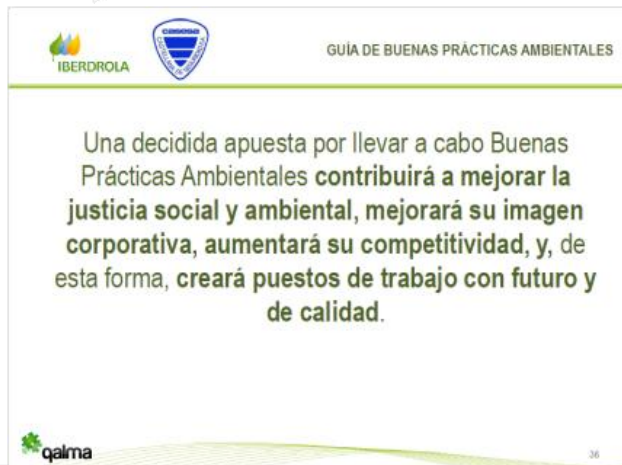 IBERDROLA
casesa
GUÍA DE BUENAS PRÁCTICAS AMBIENTALES
Una decidida apuesta por llevar a cabo Buenas
Prácticas Ambientales contribuirá a mejorar la
justicia social y ambiental, mejorará su imagen
corporativa, aumentará su competitividad, y, de
esta forma, creará puestos de trabajo con futuro y
de calidad.
qalma
36